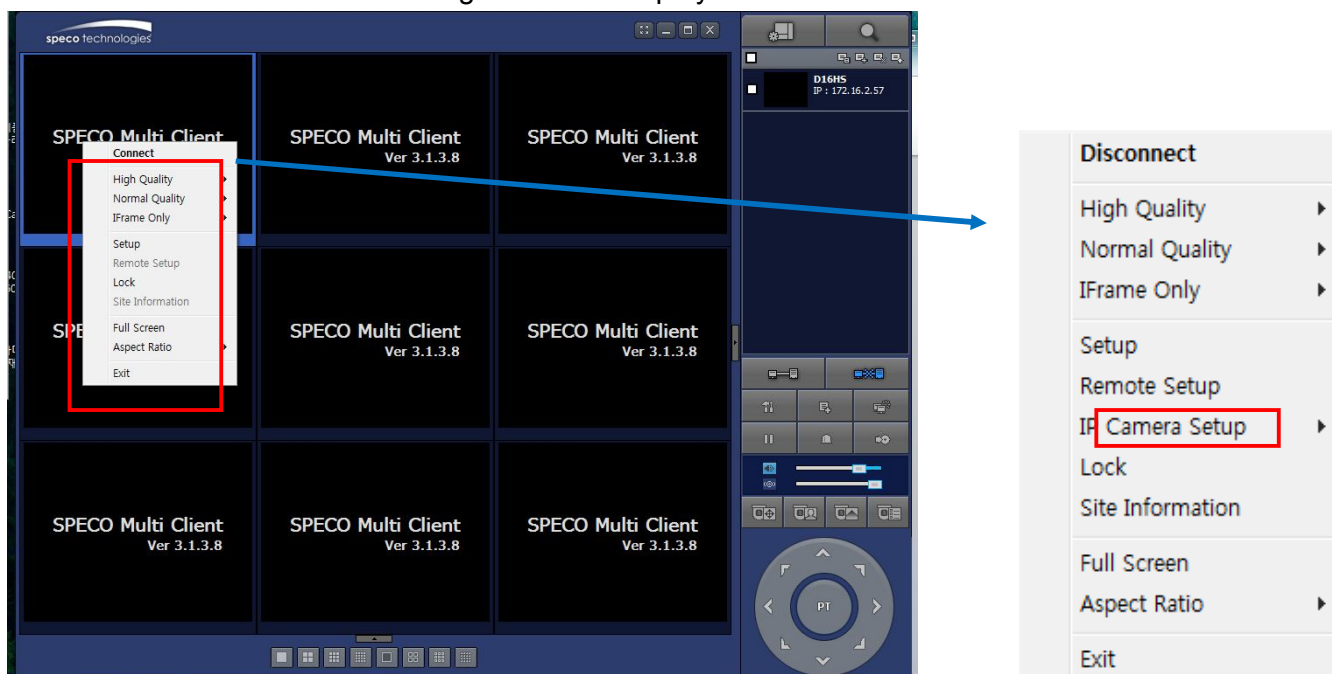 speco technologies
D16HS
IP : 172.16.2.57
SPECO Multi Client
Ver 3.1.3.8
SPECO Multi Client
Ver 3.1.3.8
SPECO Multi Client
Ver 3.1.3.8
Connect
High Quality
Normal Quality
IFrame Only
Setup
Remote Setup
Lock
Site Information
Full Screen
Aspect Ratio
Exit
SPE
SPECO Multi Client
Ver 3.1.3.8
SPECO Multi Client
Ver 3.1.3.8
SPECO Multi Client
Ver 3.1.3.8
SPECO Multi Client
Ver 3.1.3.8
SPECO Multi Client
Ver 3.1.3.8
PT
Disconnect
High Quality
Normal Quality
IFrame Only
Setup
Remote Setup
IP Camera Setup
Lock
Site Information
Full Screen
Aspect Ratio
Exit